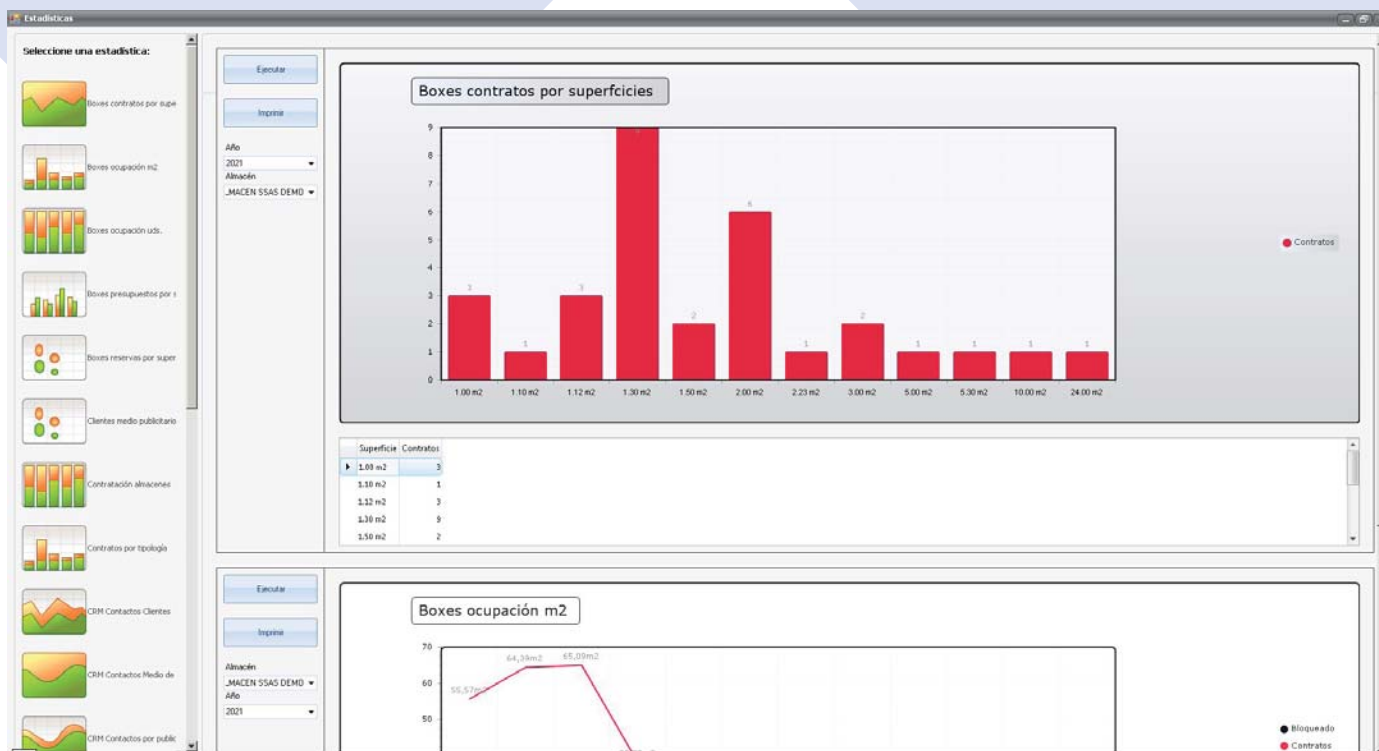 Estadísticas
Seleccione una estadística:
Boxes contratos por supe
Boxes ocupación m2
Boxes ocupación uds.
Boxes presupuestos por s
Boxes reservas por super
Clientes medio publicitario
Contratación almacenes
Contratos por tipología
CRM Contactos Clientes
CRM Contactos Medio de
CRM Contactos por public
Ejecutar
Imprimir
Año
2021
Almacén
.MACEN SSAS DEMO
Boxes contratos por superfcicies
9
8
7
6
5
4
3
2
1
0
3
1
3
9
2
6
1
2
1
1
1
1
1.00 m2
1.10 m2
1.12 m2
1.30 m2
1.50 m2
2.00 m2
2.23 m2
3.00 m2
5.00 m2
5.30 m2
10.00 m2
24.00 m2
Contratos
Superficie Contratos
1.00 m2 3
1.10 m2 1
1.12 m2 3
1.30 m2 9
1.50 m2 2
Ejecutar
Imprimir
Almacén
.MACEN SSAS DEMO
Año
2021
Boxes ocupación m2
70
60
50
55,57m2
64,39m2
65,09m2
Bloqueado
Contratos